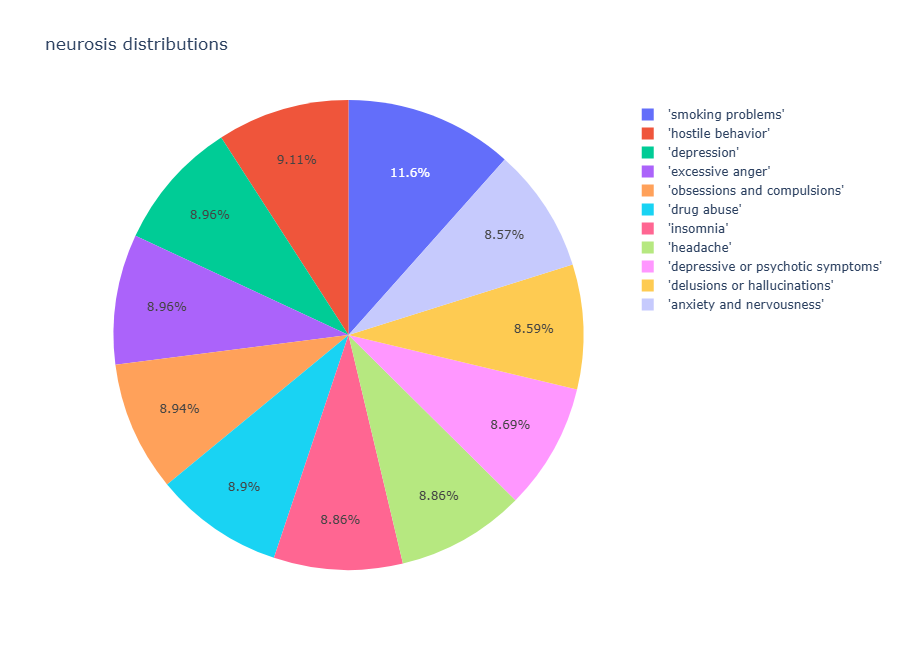 neurosis distributions
11.6%
9.11%
8.96%
8.96%
8.94%
8.9%
8.86%
8.86%
8.69%
8.59%
8.57%
'smoking problems'
'hostile behavior'
'depression'
'excessive anger'
'obsessions and compulsions'
'drug abuse'
'insomnia'
'headache'
'depressive or psychotic symptoms'
'delusions or hallucinations'
'anxiety and nervousness'